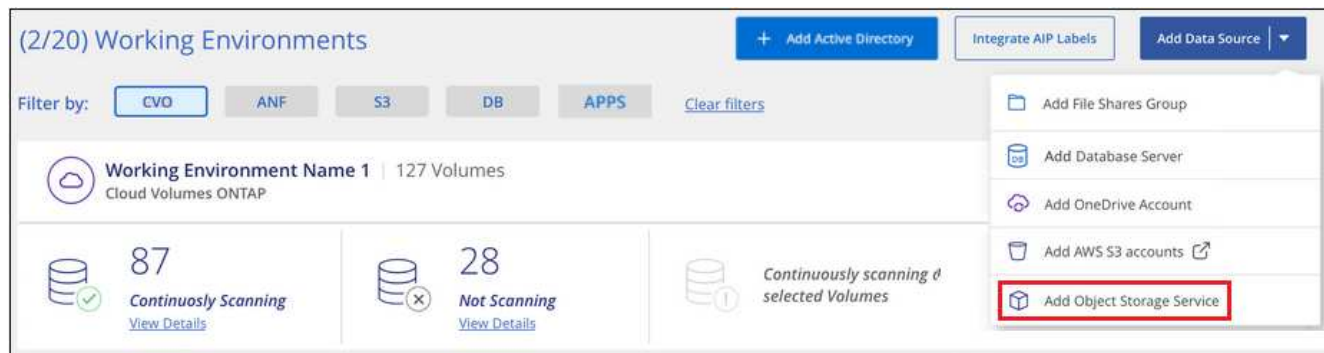 (2/20) Working Environments
+ Add Active Directory
Integrate AIP Labels
Add Data Source
Filter by:
CVO
ANF
S3
DB
APPS
Clear filters
Add File Shares Group
DB
Add Database Server
Add OneDrive Account
Add AWS S3 accounts
Add Object Storage Service
Working Environment Name 1 | 127 Volumes
Cloud Volumes ONTAP
87
Continuosly Scanning
View Details
28
Not Scanning
View Details
Continuously scanning
selected Volumes